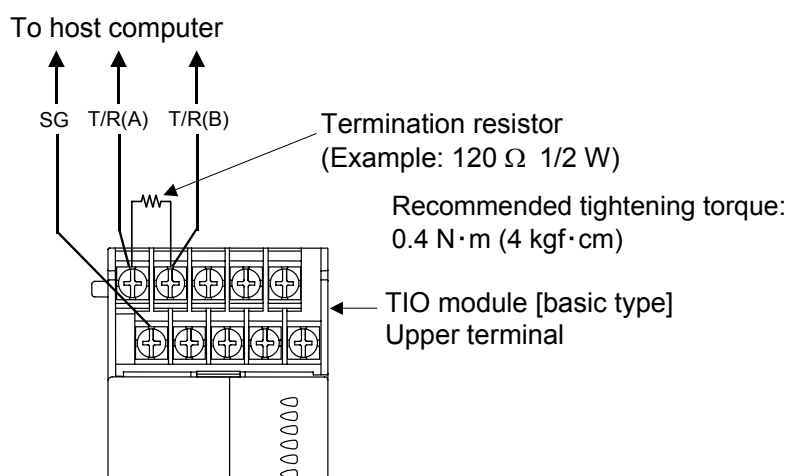 To host computer
SG T/R(A) T/R(B)
Termination resistor
(Example: 120 Ω 1/2 W)
Recommended tightening torque:
0.4 N·m (4 kgf·cm)
TIO module [basic type]
Upper terminal